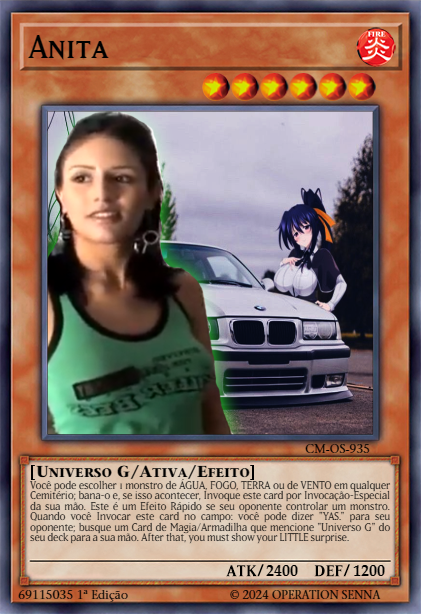 Anita
FIRE
炎
CM-OS-935
[Universo G/Ativa/Efeito]
Você pode escolher 1 monstro de ÁGUA, FOGO, TERRA ou de VENTO em qualquer
Cemitério; bana-o e, se isso acontecer, Invoque este card por Invocação-Especial
da sua mão. Este é um Efeito Rápido se seu oponente controlar um monstro.
Quando você Invocar este card no campo: você pode dizer "YAS." para seu
oponente; busque um Card de Magia/Armadilha que mencione "Universo G" do
seu deck para a sua mão. After that, you must show your LITTLE surprise.
ATK/2400 DEF/1200
69115035 1ª Edição
© 2024 OPERATION SENNA